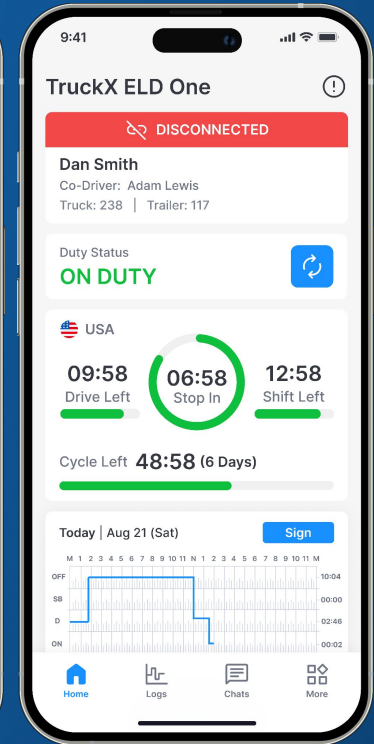 9:41
TruckX ELD One
DISCONNECTED
Dan Smith
Co-Driver: Adam Lewis
Truck: 238 | Trailer: 117
Duty Status
ON DUTY
USA
09:58
Drive Left
06:58
Stop In
12:58
Shift Left
Cycle Left 48:58 (6 Days)
Today | Aug 21 (Sat)
Sign
M 1 2 3 4 5 6 7 8 9 10 11 N 1 2 3 4 5 6 7 8 9 10 11 M
OFF 10:04
SB 00:00
D 02:46
ON 00:02
Home
Logs
Chats
More